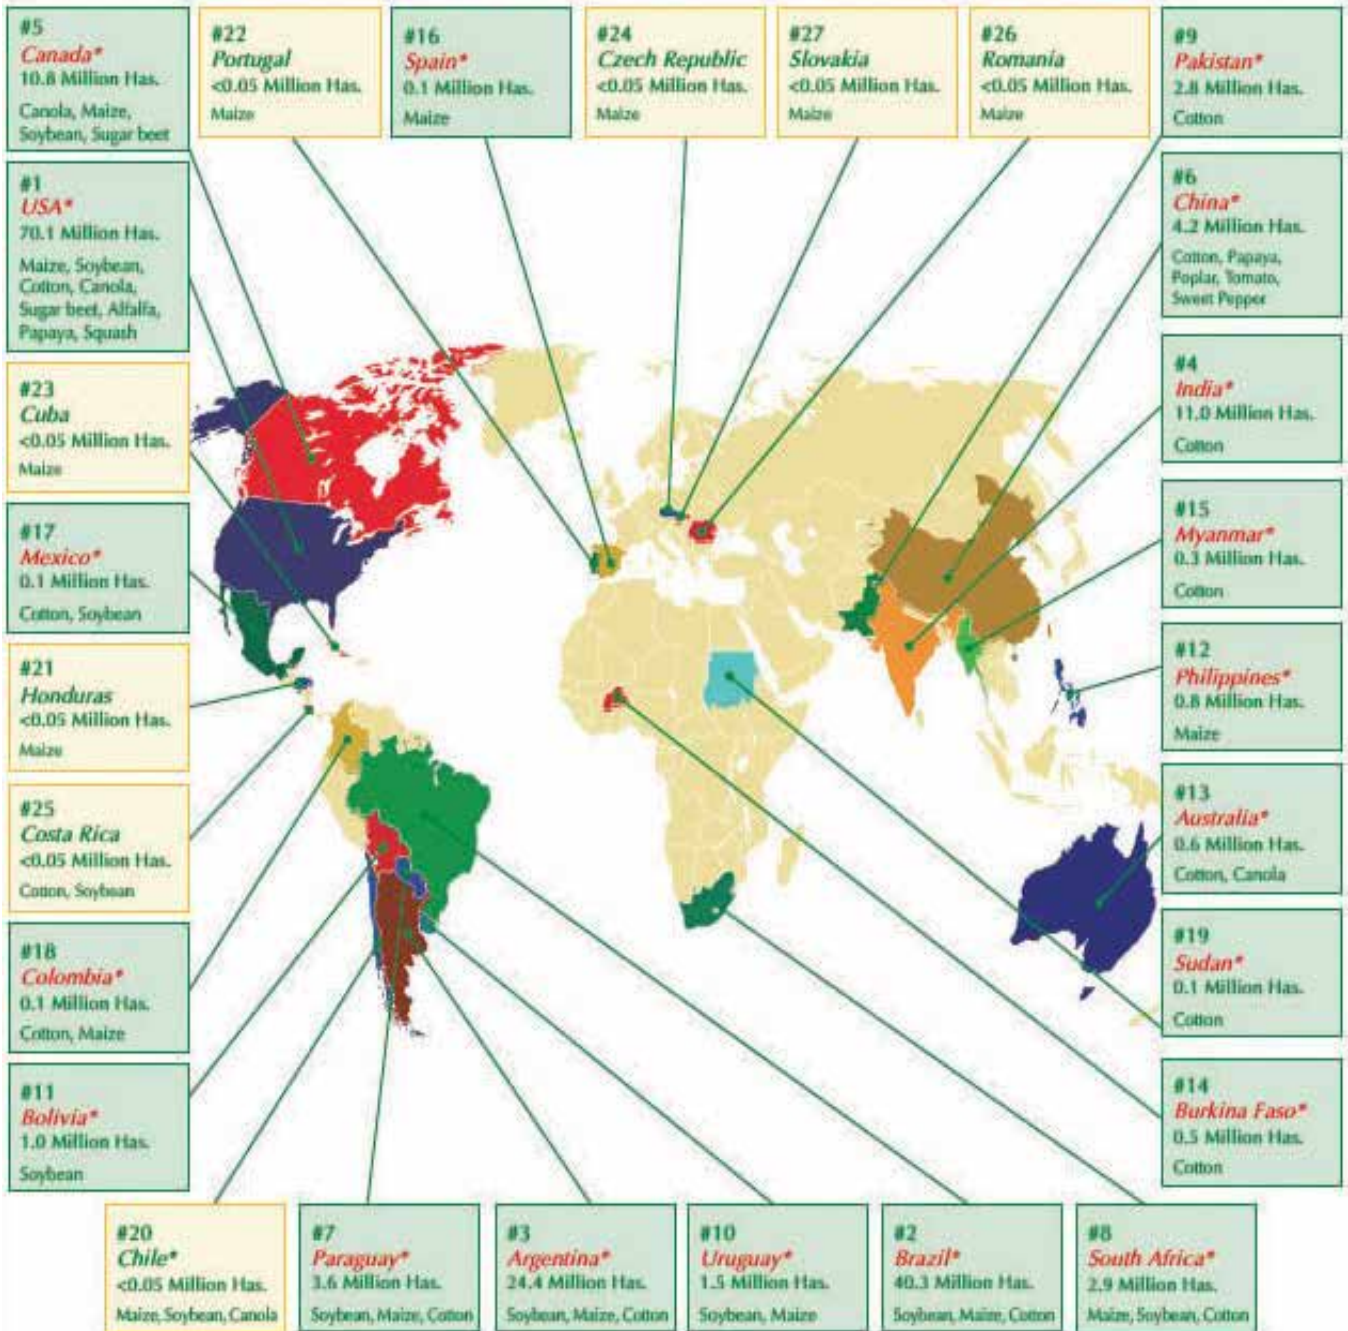 #5
Canada*
10.8 Million Has.
Canola, Maize,
Soybean, Sugar beet
#22
Portugal
<0.05 Million Has.
Maize
#16
Spain*
0.1 Million Has.
Maize
#24
Czech Republic
<0.05 Million Has.
Maize
#27
Slovakia
<0.05 Million Has.
Maize
#26
Romania
<0.05 Million Has.
Maize
#9
Pakistan*
2.8 Million Has.
Cotton
#1
USA*
70.1 Million Has.
Maize, Soybean,
Cotton, Canola,
Sugar beet, Alfalfa,
Papaya, Squash
#6
China*
4.2 Million Has.
Cotton, Papaya,
Poplar, Tomato,
Sweet Pepper
#23
Cuba
<0.05 Million Has.
Maize
#4
India*
11.0 Million Has.
Cotton
#17
Mexico*
0.1 Million Has.
Cotton, Soybean
#15
Myanmar*
0.3 Million Has.
Cotton
#21
Honduras
<0.05 Million Has.
Maize
#12
Philippines*
0.8 Million Has.
Maize
#25
Costa Rica
<0.05 Million Has.
Cotton, Soybean
#13
Australia*
0.6 Million Has.
Cotton, Canola
#18
Colombia*
0.1 Million Has.
Cotton, Maize
#19
Sudan*
0.1 Million Has.
Cotton
#11
Bolivia*
1.0 Million Has.
Soybean
#14
Burkina Faso*
0.5 Million Has.
Cotton
#20
Chile*
<0.05 Million Has.
Maize, Soybean, Canola
#7
Paraguay*
3.6 Million Has.
Soybean, Maize, Cotton
#3
Argentina*
24.4 Million Has.
Soybean, Maize, Cotton
#10
Uruguay*
1.5 Million Has.
Soybean, Maize
#2
Brazil*
40.3 Million Has.
Soybean, Maize, Cotton
#8
South Africa*
2.9 Million Has.
Maize, Soybean, Cotton